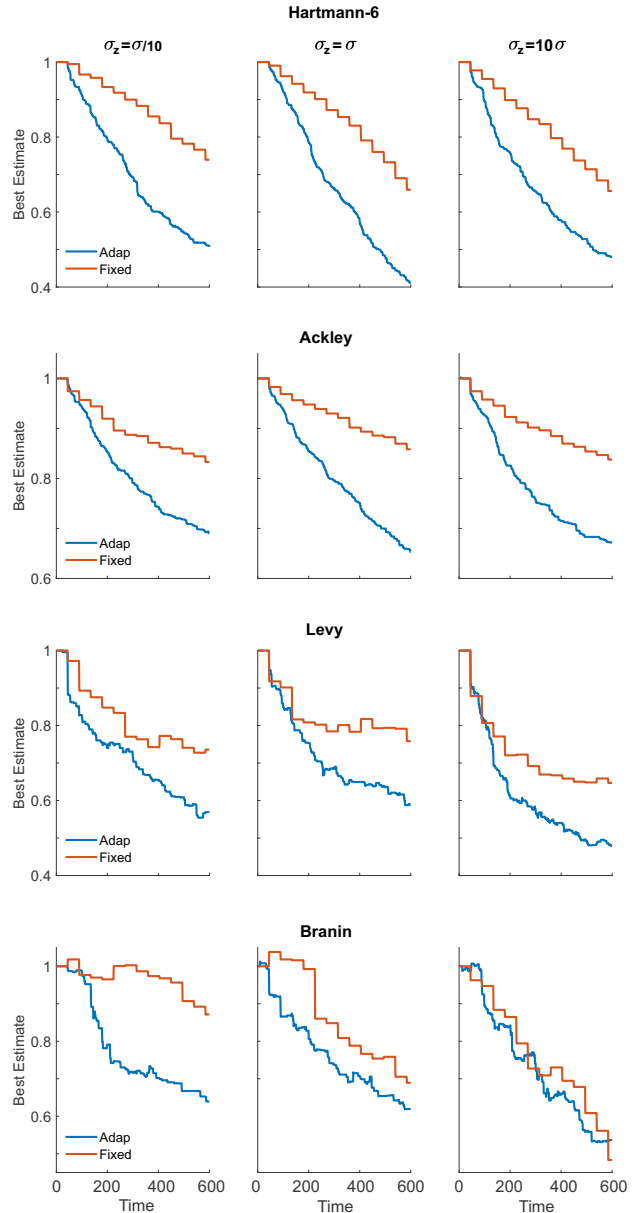 Hartmann-6
σz=σ/10 σz=σ σz=10σ
1
0.8
0.6
0.4
Best Estimate
Adap
Fixed
Ackley
1
0.8
0.6
Best Estimate
Adap
Fixed
Levy
1
0.8
0.6
0.4
Best Estimate
Adap
Fixed
Branin
1
0.8
0.6
Best Estimate
Adap
Fixed
0 200 400 600 0 200 400 600 0 200 400 600
Time Time Time